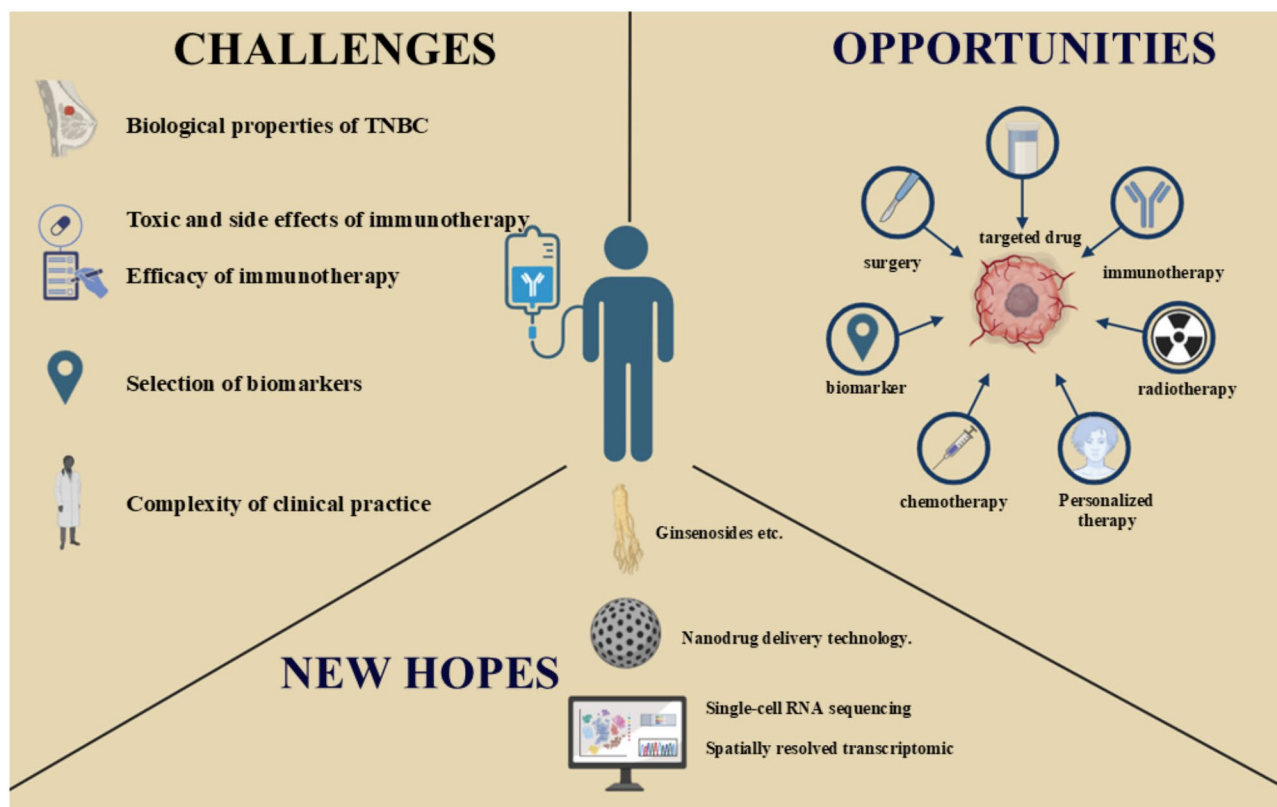 CHALLENGES
Biological properties of TNBC
Toxic and side effects of immunotherapy
Efficacy of immunotherapy
Selection of biomarkers
Complexity of clinical practice
OPPORTUNITIES
targeted drug
surgery
immunotherapy
biomarker
radiotherapy
chemotherapy
Personalized
therapy
NEW HOPES
Ginsenosides etc.
Nanodrug delivery technology.
Single-cell RNA sequencing
Spatially resolved transcriptomic